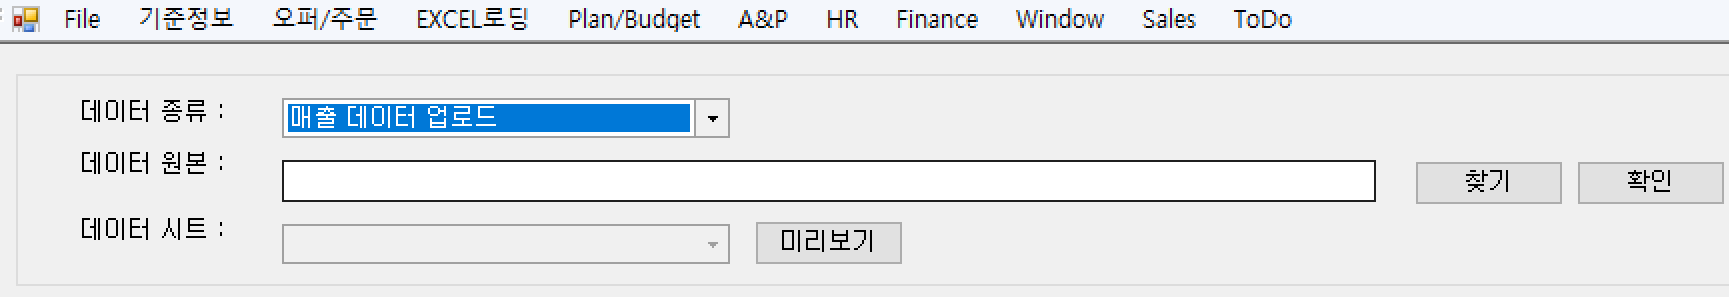 File 기준정보 오퍼/주문 EXCEL로딩 Plan/Budget A&P HR Finance Window Sales ToDo
데이터 종류 : 매출 데이터 업로드
데이터 원본 : 찾기 확인
데이터 시트 : 미리보기